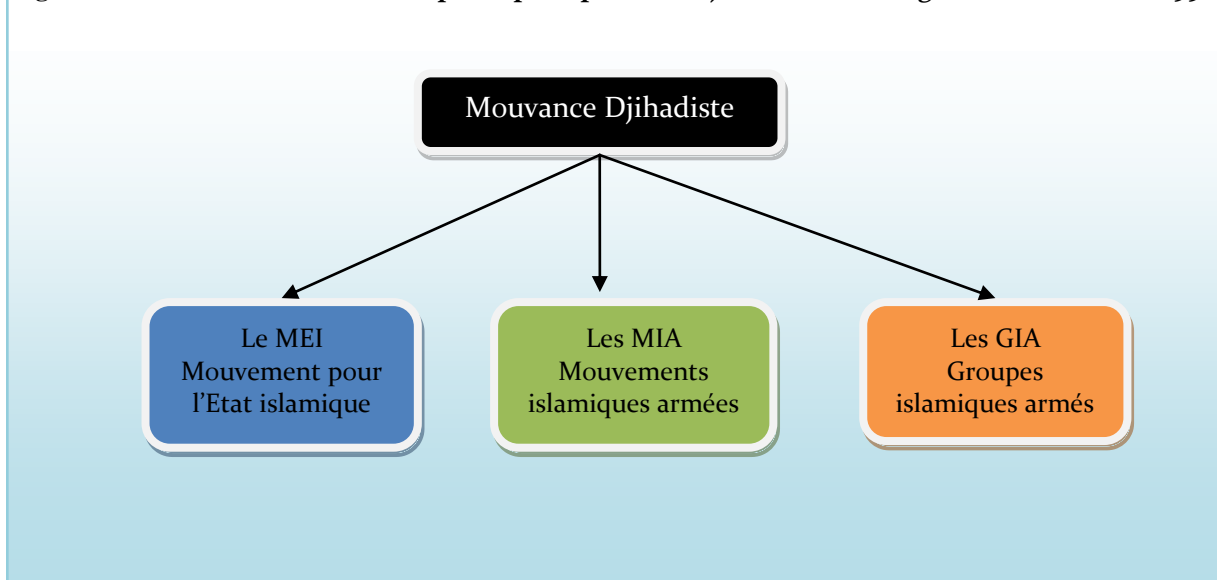 Mouvance Djihadiste
Le MEI
Mouvement pour
l'Etat islamique
Les MIA
Mouvements
islamiques armées
Les GIA
Groupes
islamiques armés